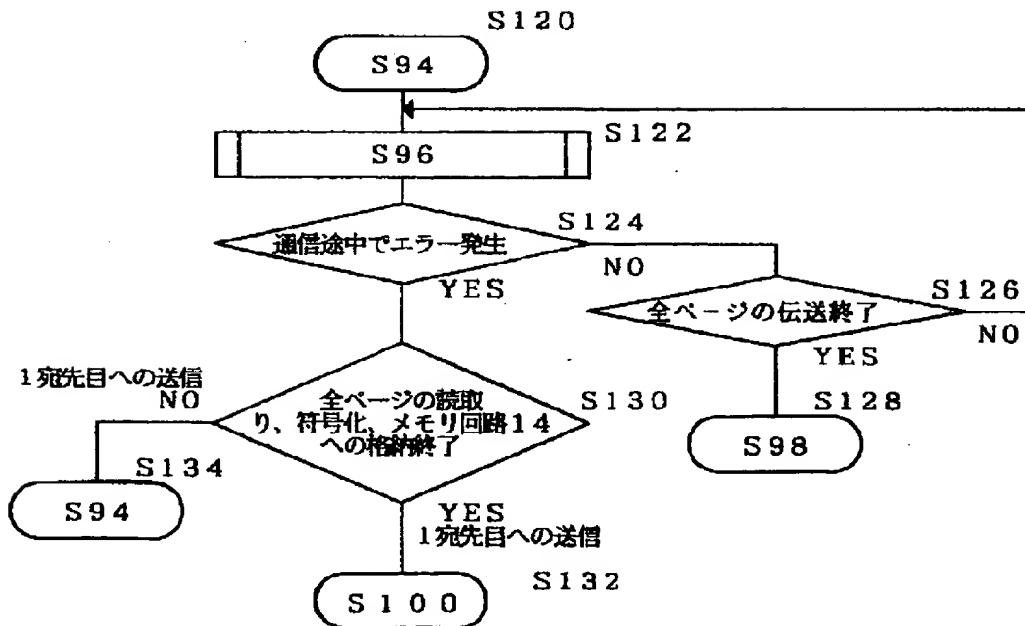 S120
S94
S122
S96
S124
通信途中でエラー発生
NO
YES
S126
全ページの伝送終了
NO
YES
1宛先目への送信
NO
全ページの読取
り、符号化、メモリ回路14
への格納終了
S130
S128
S98
S134
S94
YES
1宛先目への送信
S132
S100